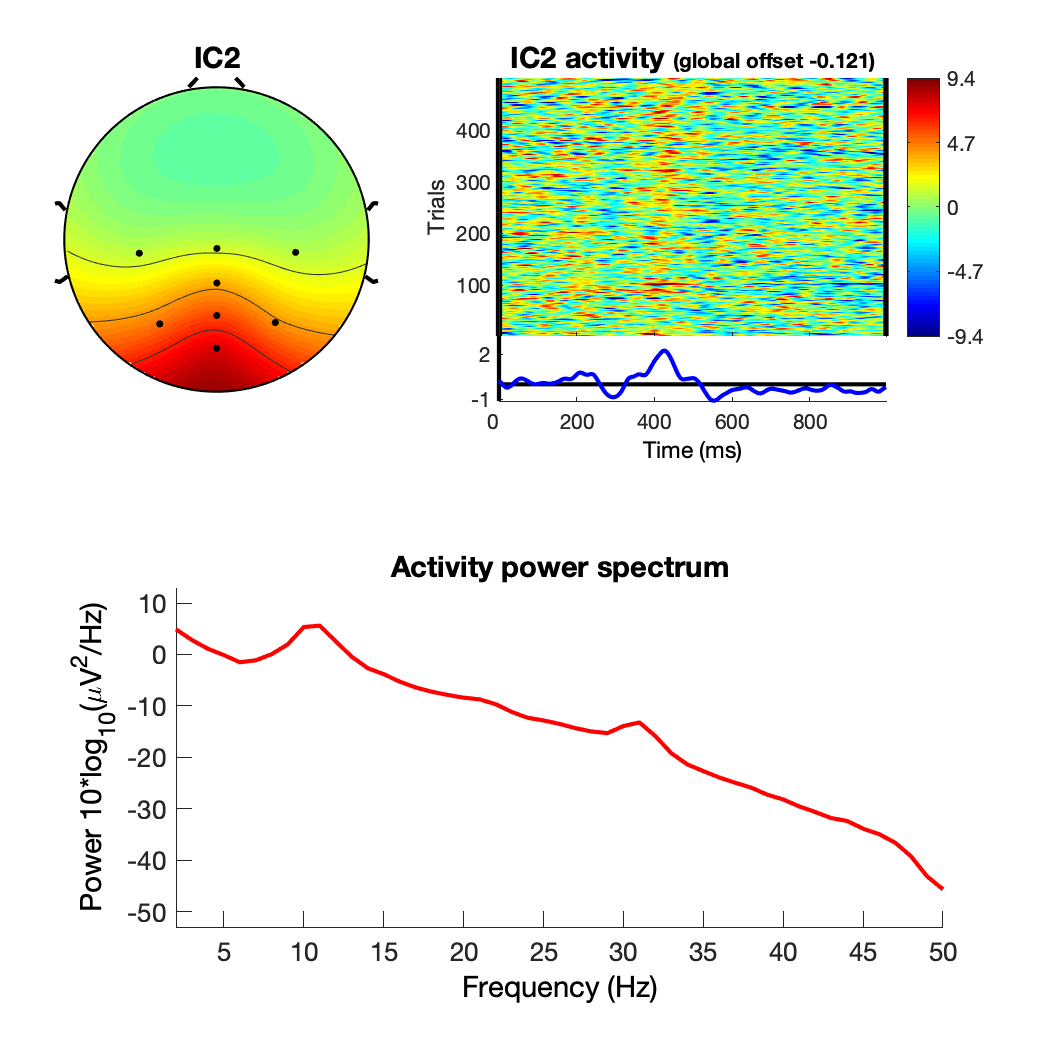 IC2
IC2 activity (global offset -0.121)
9.4
4.7
0
-4.7
-9.4
Trials
400
300
200
100
2
-1
0 200 400 600 800
Time (ms)
Activity power spectrum
Power 10*log10(μV2/Hz)
10
0
-10
-20
-30
-40
-50
5 10 15 20 25 30 35 40 45 50
Frequency (Hz)